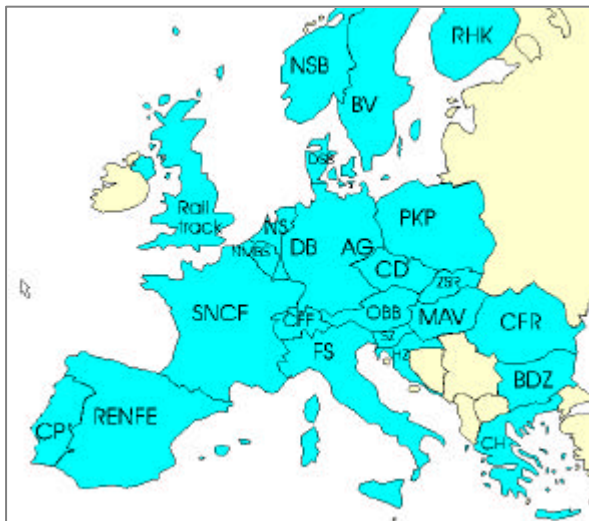 RHK
NSB
BV
DSB
Rail
track
NS
PKP
NMBS
DB AG
CD
ZSR
SNCF
CFF
OBB
MAV
CFR
SZ
HZ
FS
BDZ
CP
RENFE
CH